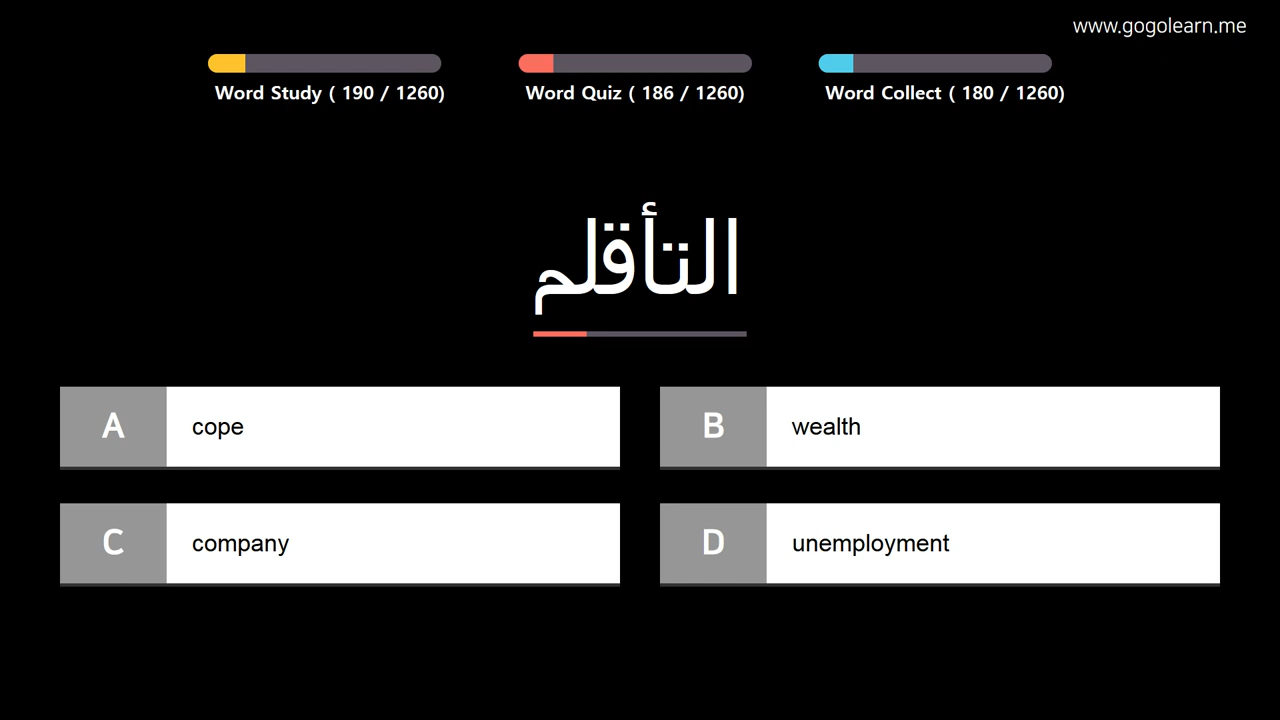 www.gogolearn.me
Word Study ( 190 / 1260)
Word Quiz ( 186 / 1260)
Word Collect ( 180 / 1260)
التأقلم
A
cope
B
wealth
C
company
D
unemployment